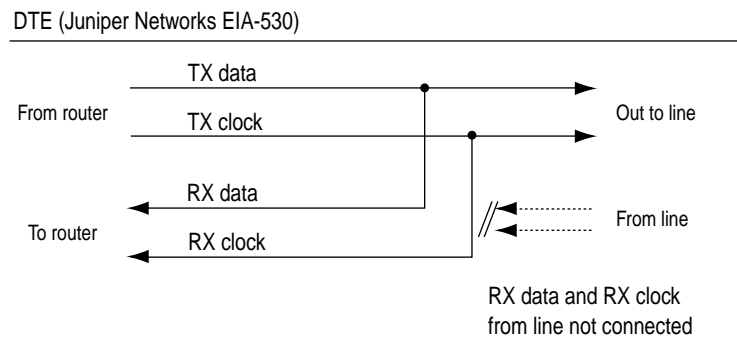 DTE (Juniper Networks EIA-530)
TX data
From router
Out to line
TX clock
RX data
To router
From line
RX clock
RX data and RX clock
from line not connected